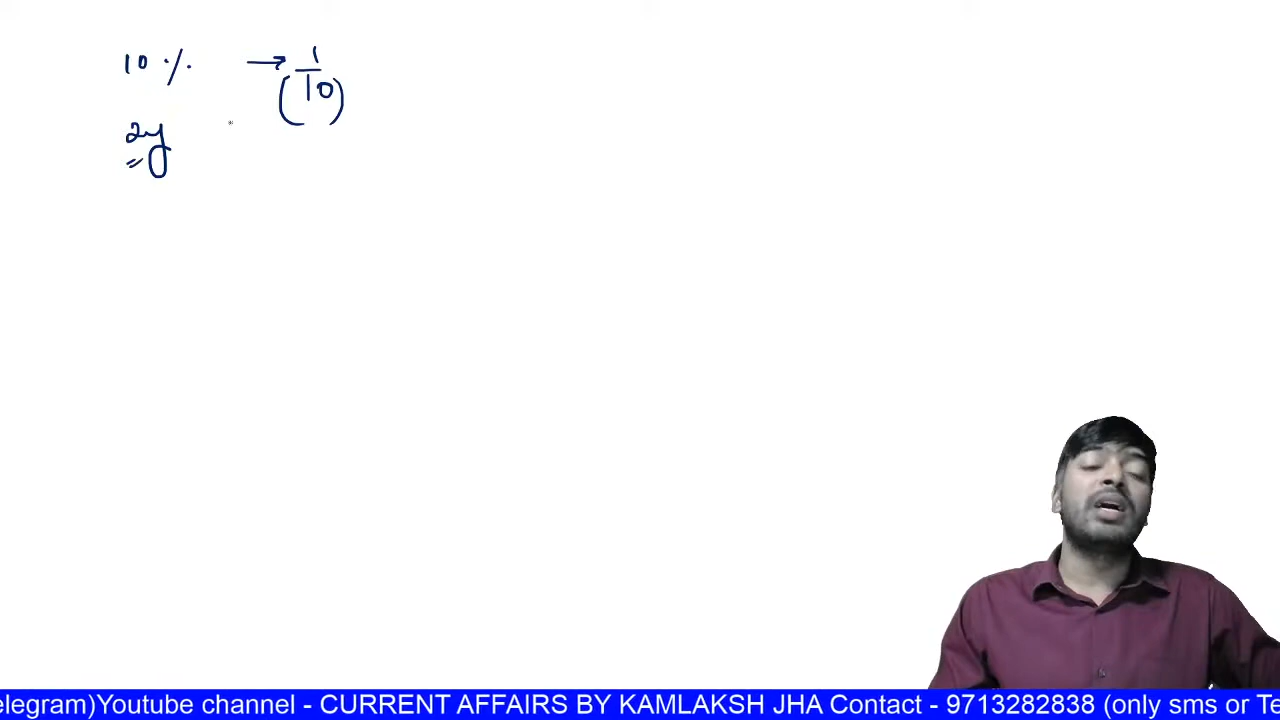 10 % → 1
(10)
2y
elegram)Youtube channel - CURRENT AFFAIRS BY KAMLAKSH JHA Contact - 9713282838 (only sms or Te